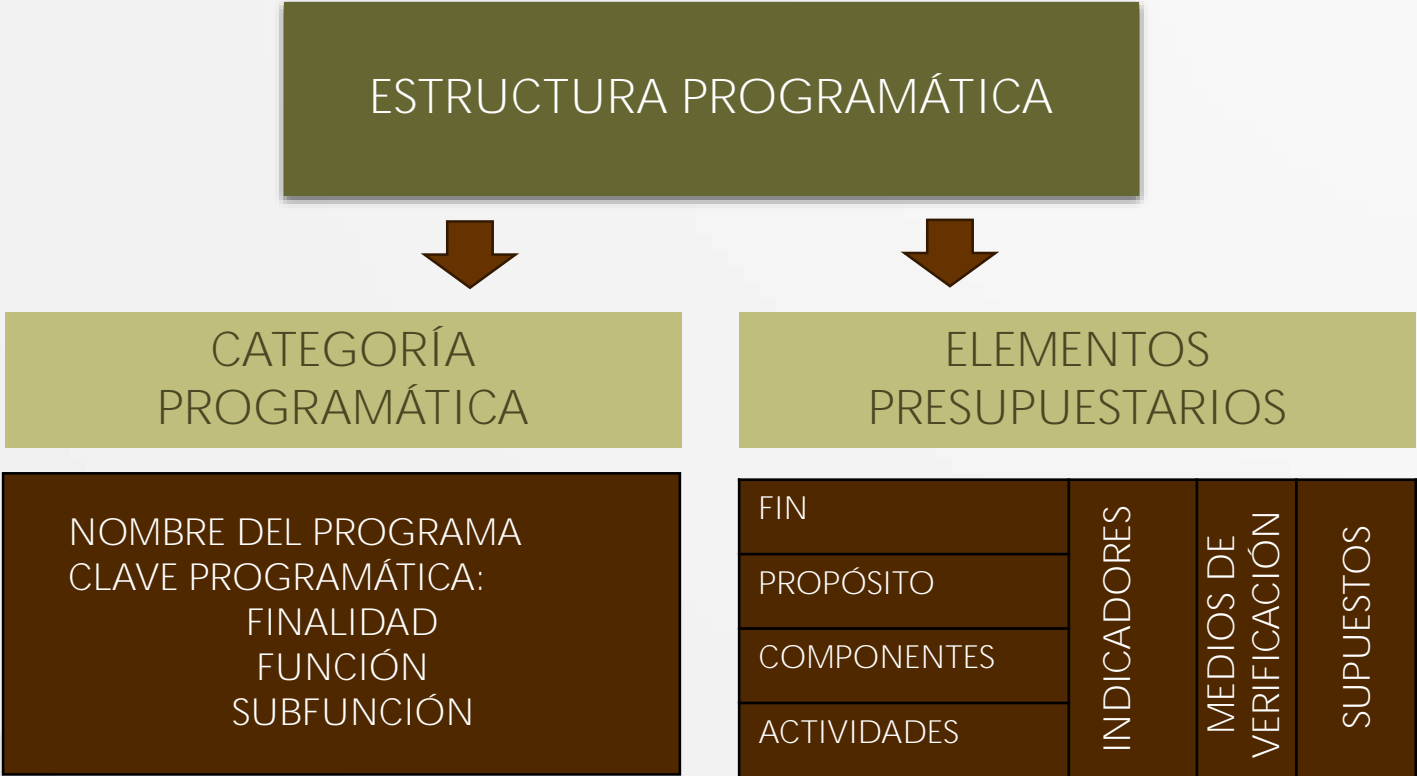 ESTRUCTURA PROGRAMÁTICA
CATEGORÍA
PROGRAMÁTICA
NOMBRE DEL PROGRAMA
CLAVE PROGRAMÁTICA:
FINALIDAD
FUNCIÓN
SUBFUNCIÓN
ELEMENTOS
PRESUPUESTARIOS
FIN
PROPÓSITO
COMPONENTES
ACTIVIDADES
INDICADORES
MEDIOS DE
VERIFICACIÓN
SUPUESTOS